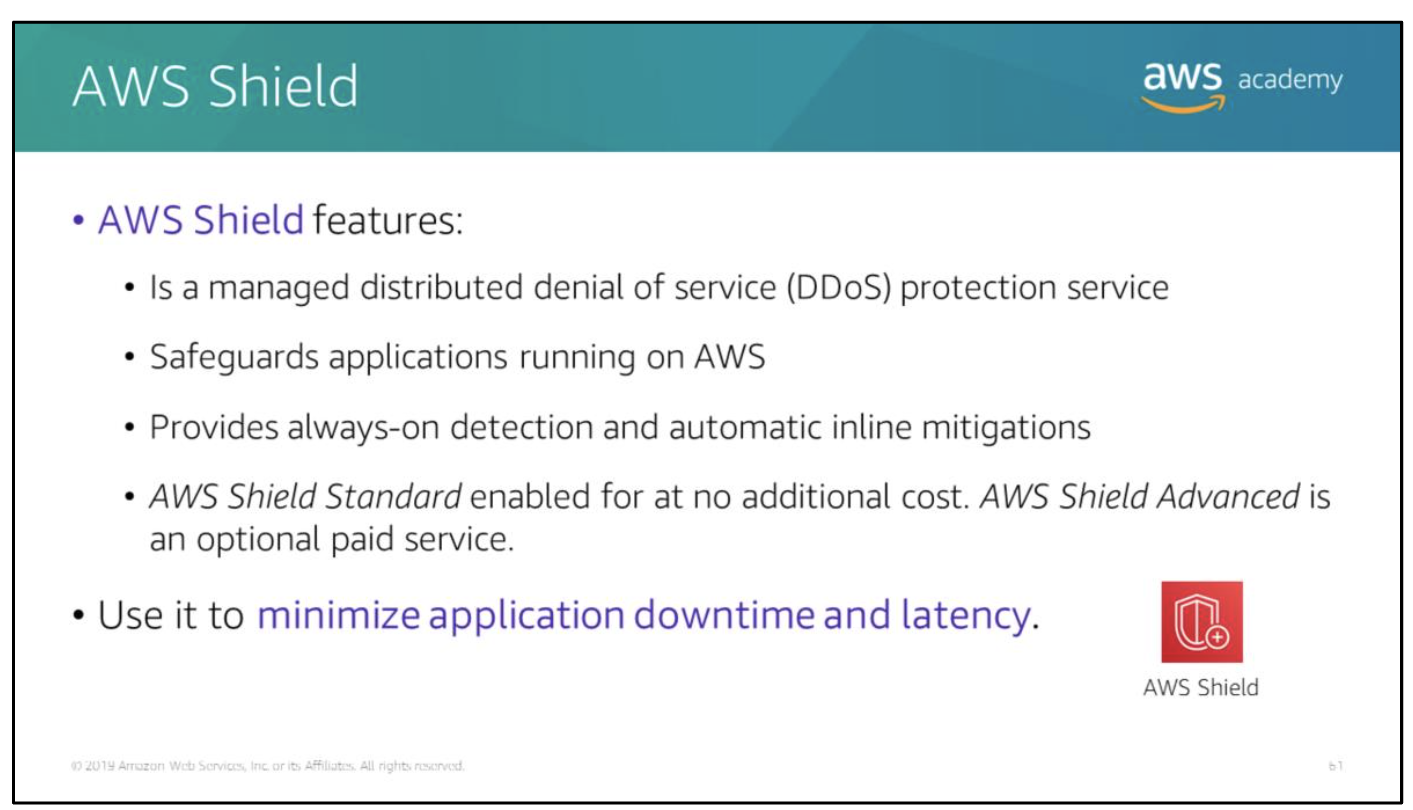 AWS Shield
aws academy
• AWS Shield features:
• Is a managed distributed denial of service (DDoS) protection service
• Safeguards applications running on AWS
• Provides always-on detection and automatic inline mitigations
• AWS Shield Standard enabled for at no additional cost. AWS Shield Advanced is
an optional paid service.
• Use it to minimize application downtime and latency.
AWS Shield
© 2019 Amazon Web Services, Inc. or its Affiliates. All rights reserved.
61